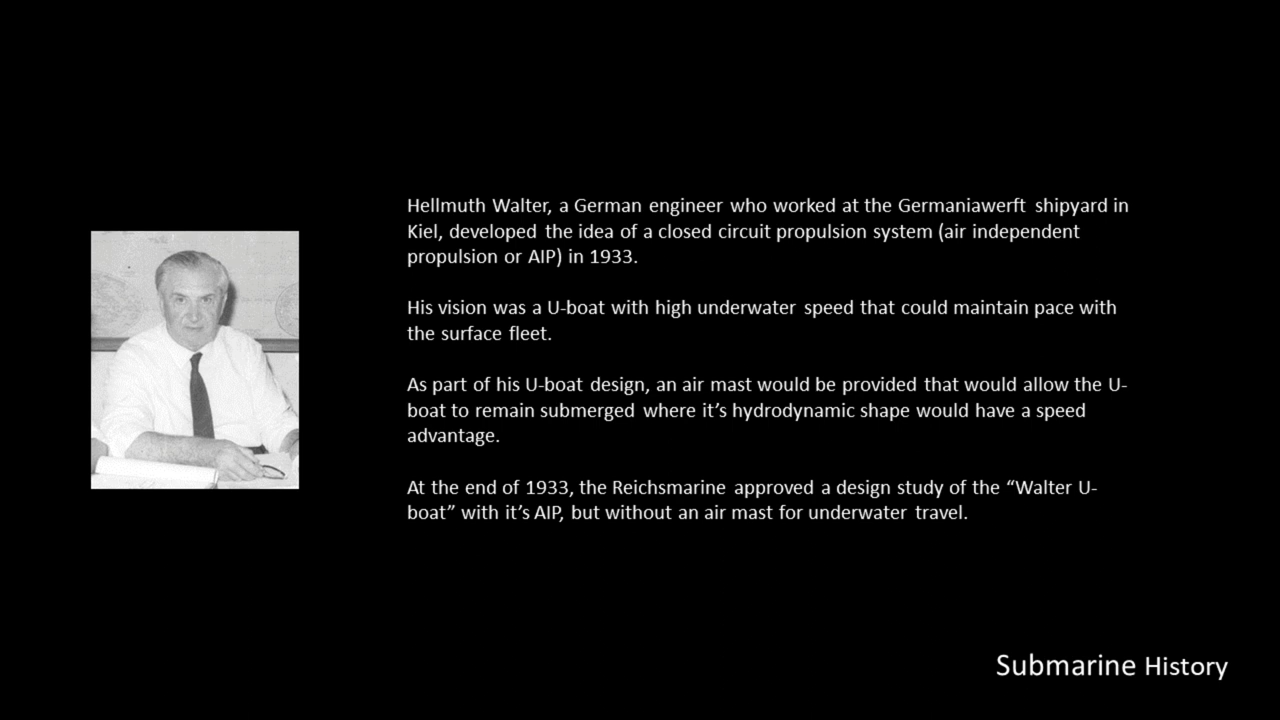 Hellmuth Walter, a German engineer who worked at the Germaniawerft shipyard in
Kiel, developed the idea of a closed circuit propulsion system (air independent
propulsion or AIP) in 1933.
His vision was a U-boat with high underwater speed that could maintain pace with
the surface fleet.
As part of his U-boat design, an air mast would be provided that would allow the U-
boat to remain submerged where it’s hydrodynamic shape would have a speed
advantage.
At the end of 1933, the Reichsmarine approved a design study of the “Walter U-
boat” with it’s AIP, but without an air mast for underwater travel.
Submarine History